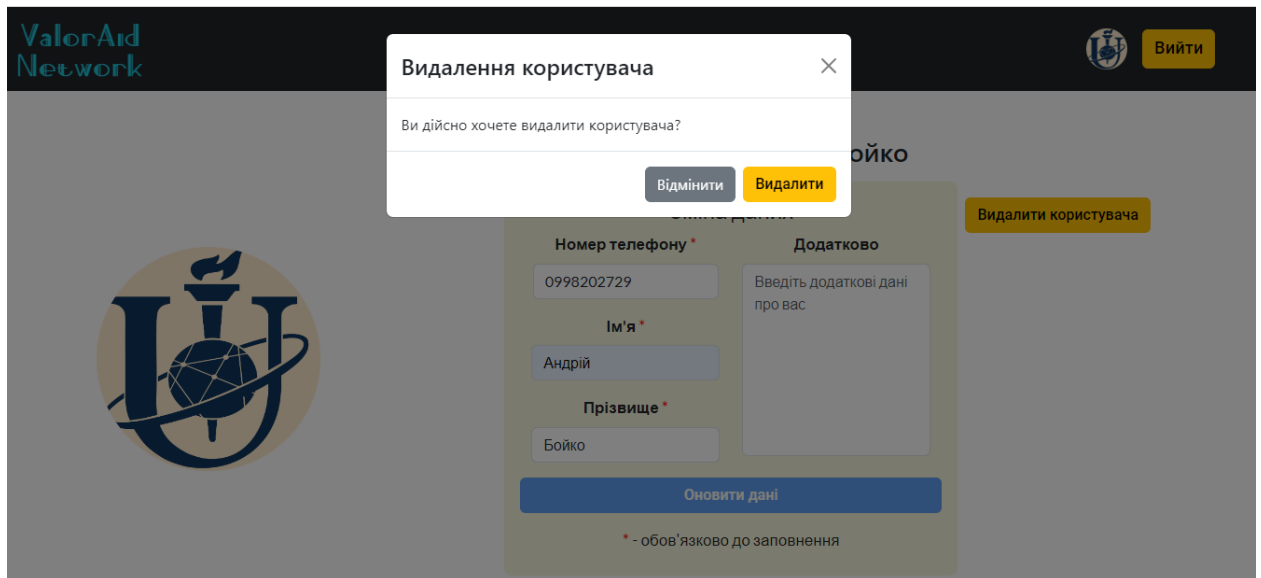 ValorAid
Network
Вийти
Видалення користувача
Ви дійсно хочете видалити користувача?
Відмінити
Видалити
ойко
даних
Видалити користувача
Номер телефону *
0998202729
Ім'я *
Андрій
Прізвище *
Бойко
Додатково
Введіть додаткові дані
про вас
Оновити дані
* - обов'язково до заповнення